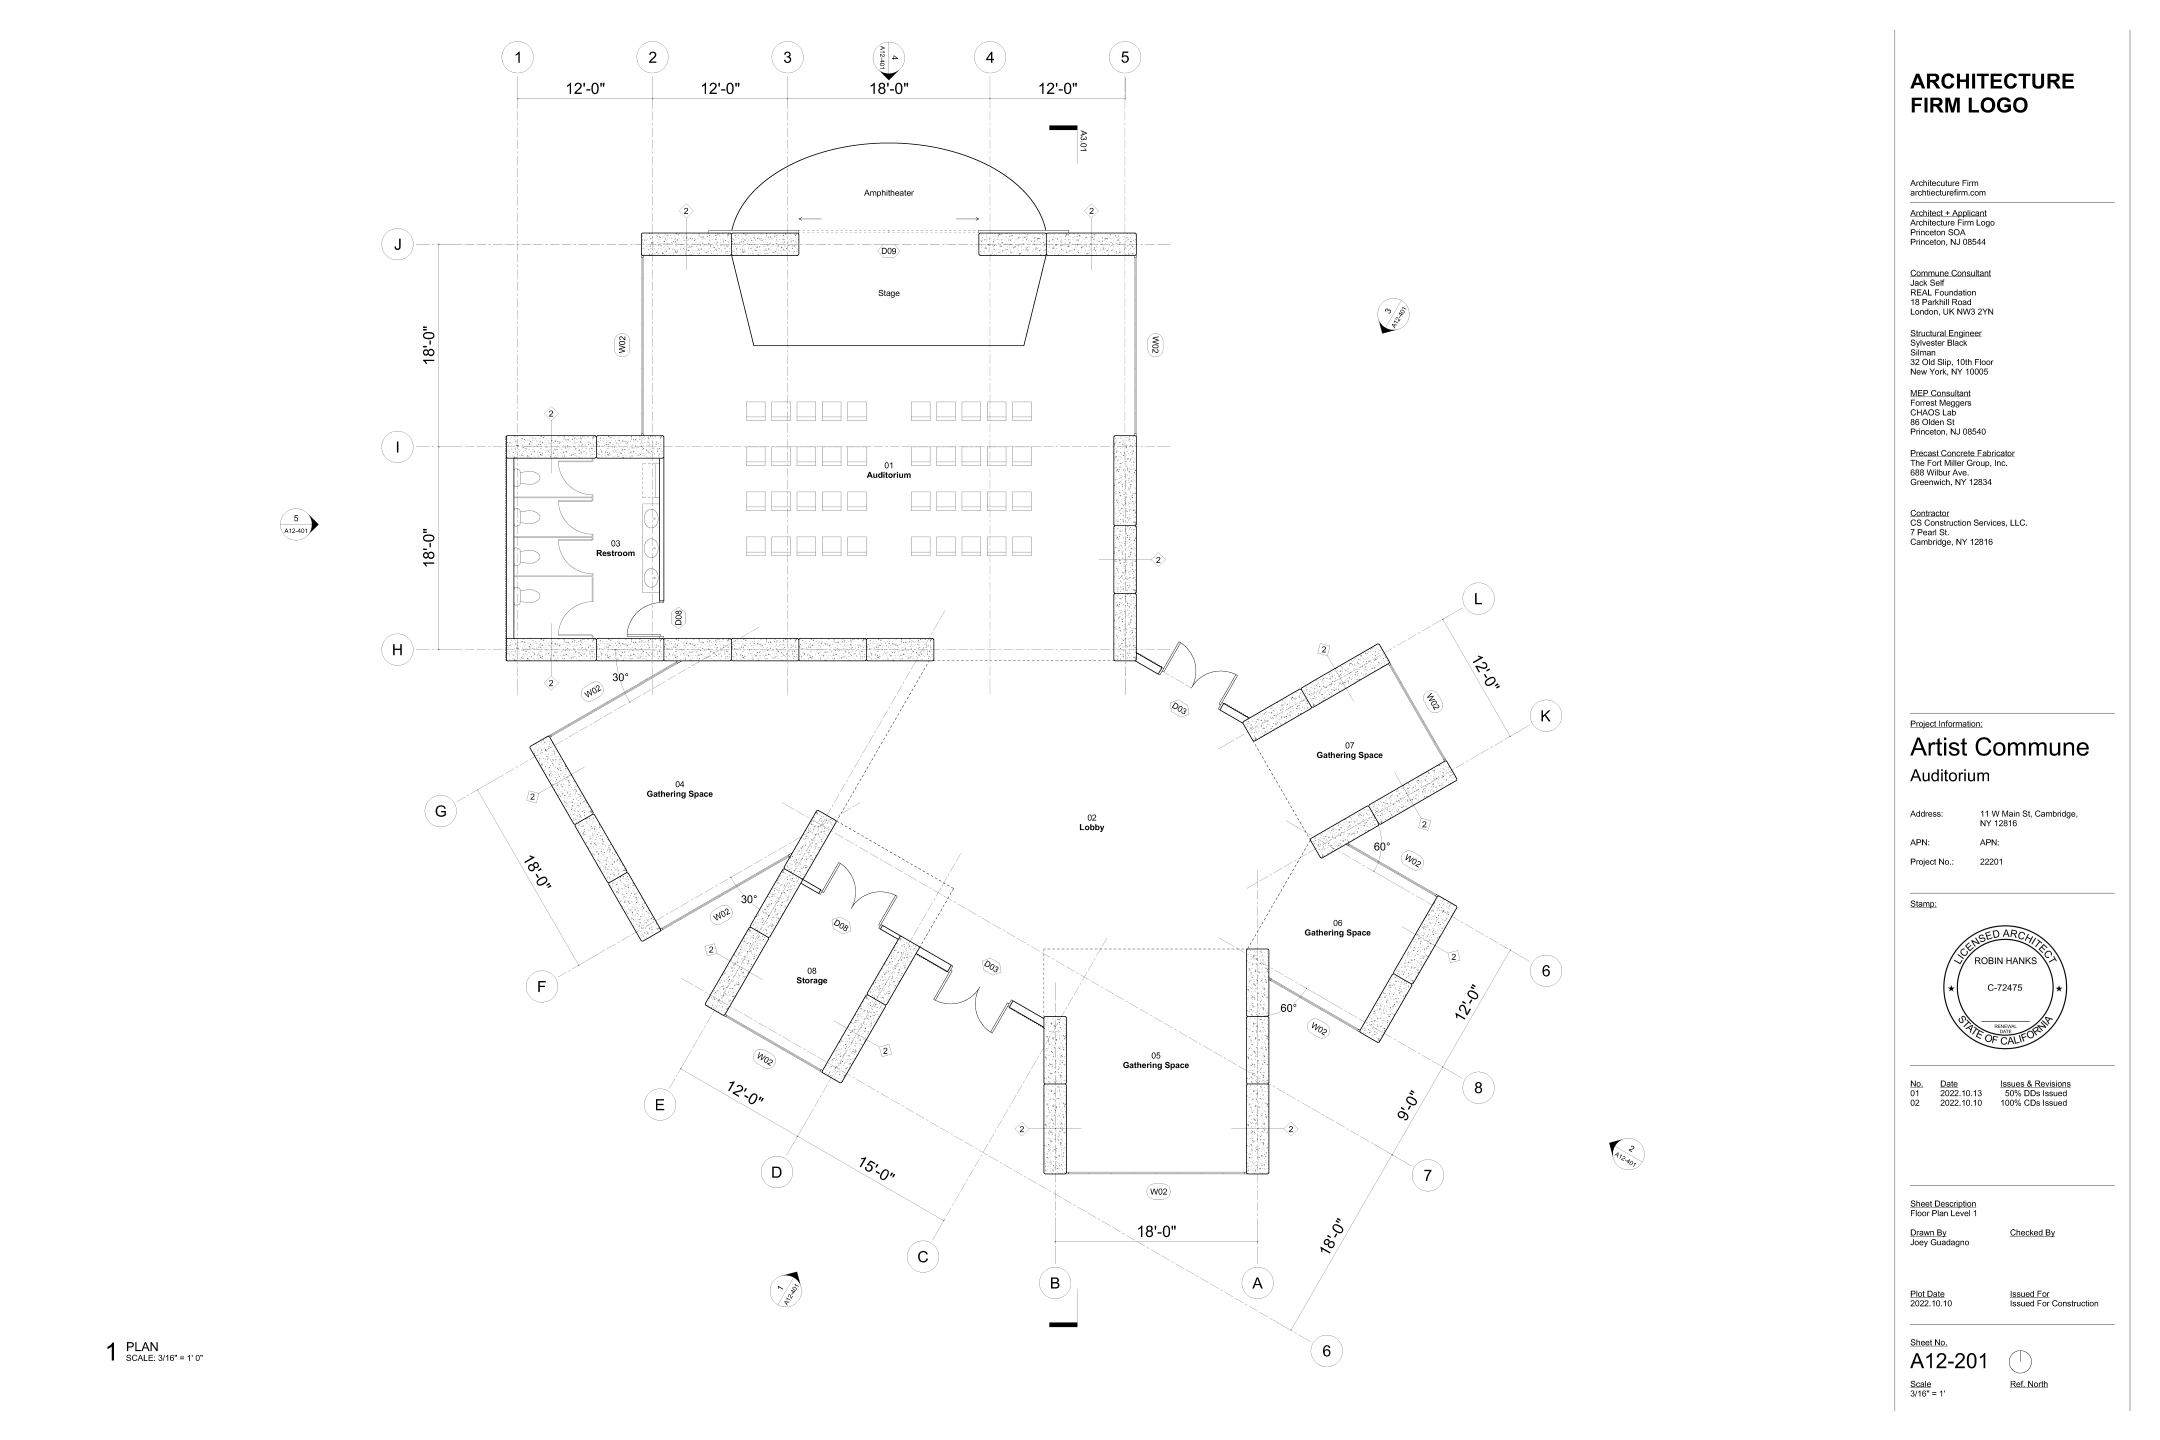 1
2
3
4
A12-401
4
5
12'-0"
12'-0"
18'-0"
12'-0"
A3.01
Amphitheater
2
2
J
D09
Stage
3
A12-401
18'-0"
W02
W02
2
I
01
Auditorium
5
A12-401
18'-0"
03
Restroom
2
D08
H
L
2
30°
W02
2
12'-0"
W02
D03
K
07
Gathering Space
04
Gathering Space
2
G
02
Lobby
2
60°
W02
18'-0"
30°
W02
D08
06
Gathering Space
2
2
D03
08
Storage
6
F
12'-0"
60°
W02
2
W02
05
Gathering Space
8
12'-0"
E
9'-0"
2
2
2
A12-401
15'-0"
D
7
W02
18'-0"
18'-0"
C
B
A
1
A12-401
6
1 PLAN
SCALE: 3/16" = 1' 0"
ARCHITECTURE
FIRM LOGO
Architecuture Firm
archtiecturefirm.com
Architect + Applicant
Architecture Firm Logo
Princeton SOA
Princeton, NJ 08544
Commune Consultant
Jack Self
REAL Foundation
18 Parkhill Road
London, UK NW3 2YN
Structural Engineer
Sylvester Black
Silman
32 Old Slip, 10th Floor
New York, NY 10005
MEP Consultant
Forrest Meggers
CHAOS Lab
86 Olden St
Princeton, NJ 08540
Precast Concrete Fabricator
The Fort Miller Group, Inc.
688 Wilbur Ave.
Greenwich, NY 12834
Contractor
CS Construction Services, LLC.
7 Pearl St.
Cambridge, NY 12816
Project Information:
Artist Commune
Auditorium
Address: 11 W Main St, Cambridge,
NY 12816
APN: APN:
Project No.: 22201
Stamp:
LICENSED ARCHITECT
ROBIN HANKS
C-72475
RENEWAL
DATE
STATE OF CALIFORNIA
No. Date Issues & Revisions
01 2022.10.13 50% DDs Issued
02 2022.10.10 100% CDs Issued
Sheet Description
Floor Plan Level 1
Drawn By Checked By
Joey Guadagno
Plot Date Issued For
2022.10.10 Issued For Construction
Sheet No.
A12-201
Scale Ref. North
3/16" = 1'